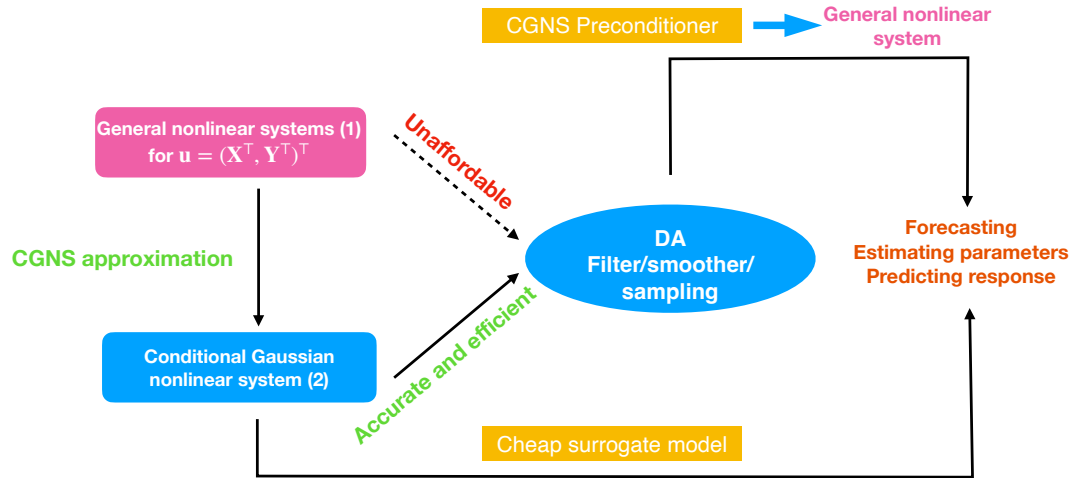 CGNS Preconditioner
General nonlinear
system
General nonlinear systems (1)
for u = (X⊤, Y⊤)⊤
Unaffordable
CGNS approximation
DA
Filter/smoother/
sampling
Forecasting
Estimating parameters
Predicting response
Accurate and efficient
Conditional Gaussian
nonlinear system (2)
Cheap surrogate model